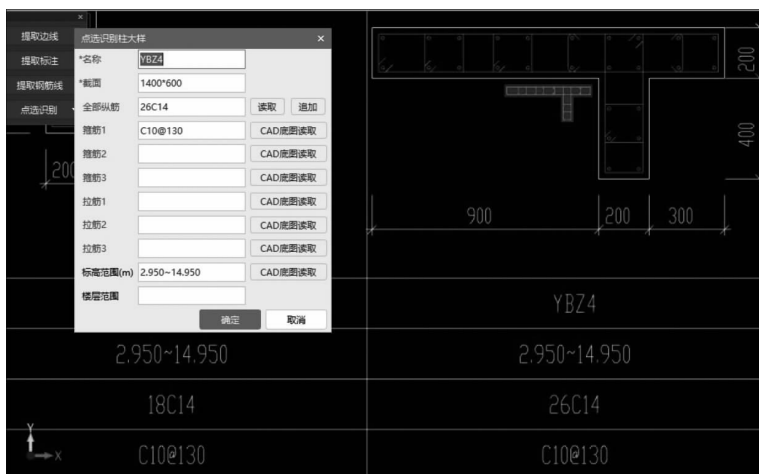 提取边线
提取标注
提取钢筋线
点选识别
点选识别柱大样
*名称 YBZ4
*截面 1400*600
全部纵筋 26C14 读取 追加
箍筋1 C10@130 CAD底图读取
箍筋2 CAD底图读取
箍筋3 CAD底图读取
拉筋1 CAD底图读取
拉筋2 CAD底图读取
拉筋3 CAD底图读取
标高范围(m) 2.950~14.950 CAD底图读取
楼层范围
确定 取消
200
200
400
900 200 300
YBZ4
2.950~14.950 2.950~14.950
18C14 26C14
C10@130 C10@130
Y
X